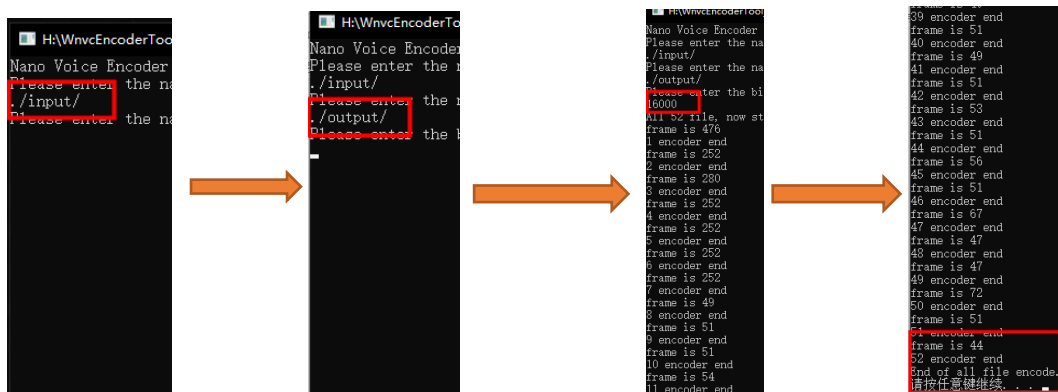 H:\WnvcEncoderToo
Nano Voice Encoder
Please enter the na
./input/
Please enter the na
H:\WnvcEncoderTool
Nano Voice Encoder
Please enter the
./input/
Please enter the
./output/
Please enter the b
H:\WnvcEncoderTool
Nano Voice Encoder
Please enter the na
./input/
Please enter the na
./output/
Please enter the bi
16000
All 52 file, now st
frame is 476
1 encoder end
frame is 252
2 encoder end
frame is 280
3 encoder end
frame is 252
4 encoder end
frame is 252
5 encoder end
frame is 252
6 encoder end
frame is 252
7 encoder end
frame is 49
8 encoder end
frame is 51
9 encoder end
frame is 51
10 encoder end
frame is 54
11 encoder end
39 encoder end
frame is 51
40 encoder end
frame is 49
41 encoder end
frame is 51
42 encoder end
frame is 53
43 encoder end
frame is 51
44 encoder end
frame is 56
45 encoder end
frame is 51
46 encoder end
frame is 67
47 encoder end
frame is 47
48 encoder end
frame is 47
49 encoder end
frame is 72
50 encoder end
frame is 51
51 encoder end
frame is 44
52 encoder end
End of all file encode.
请按任意键继续. . .